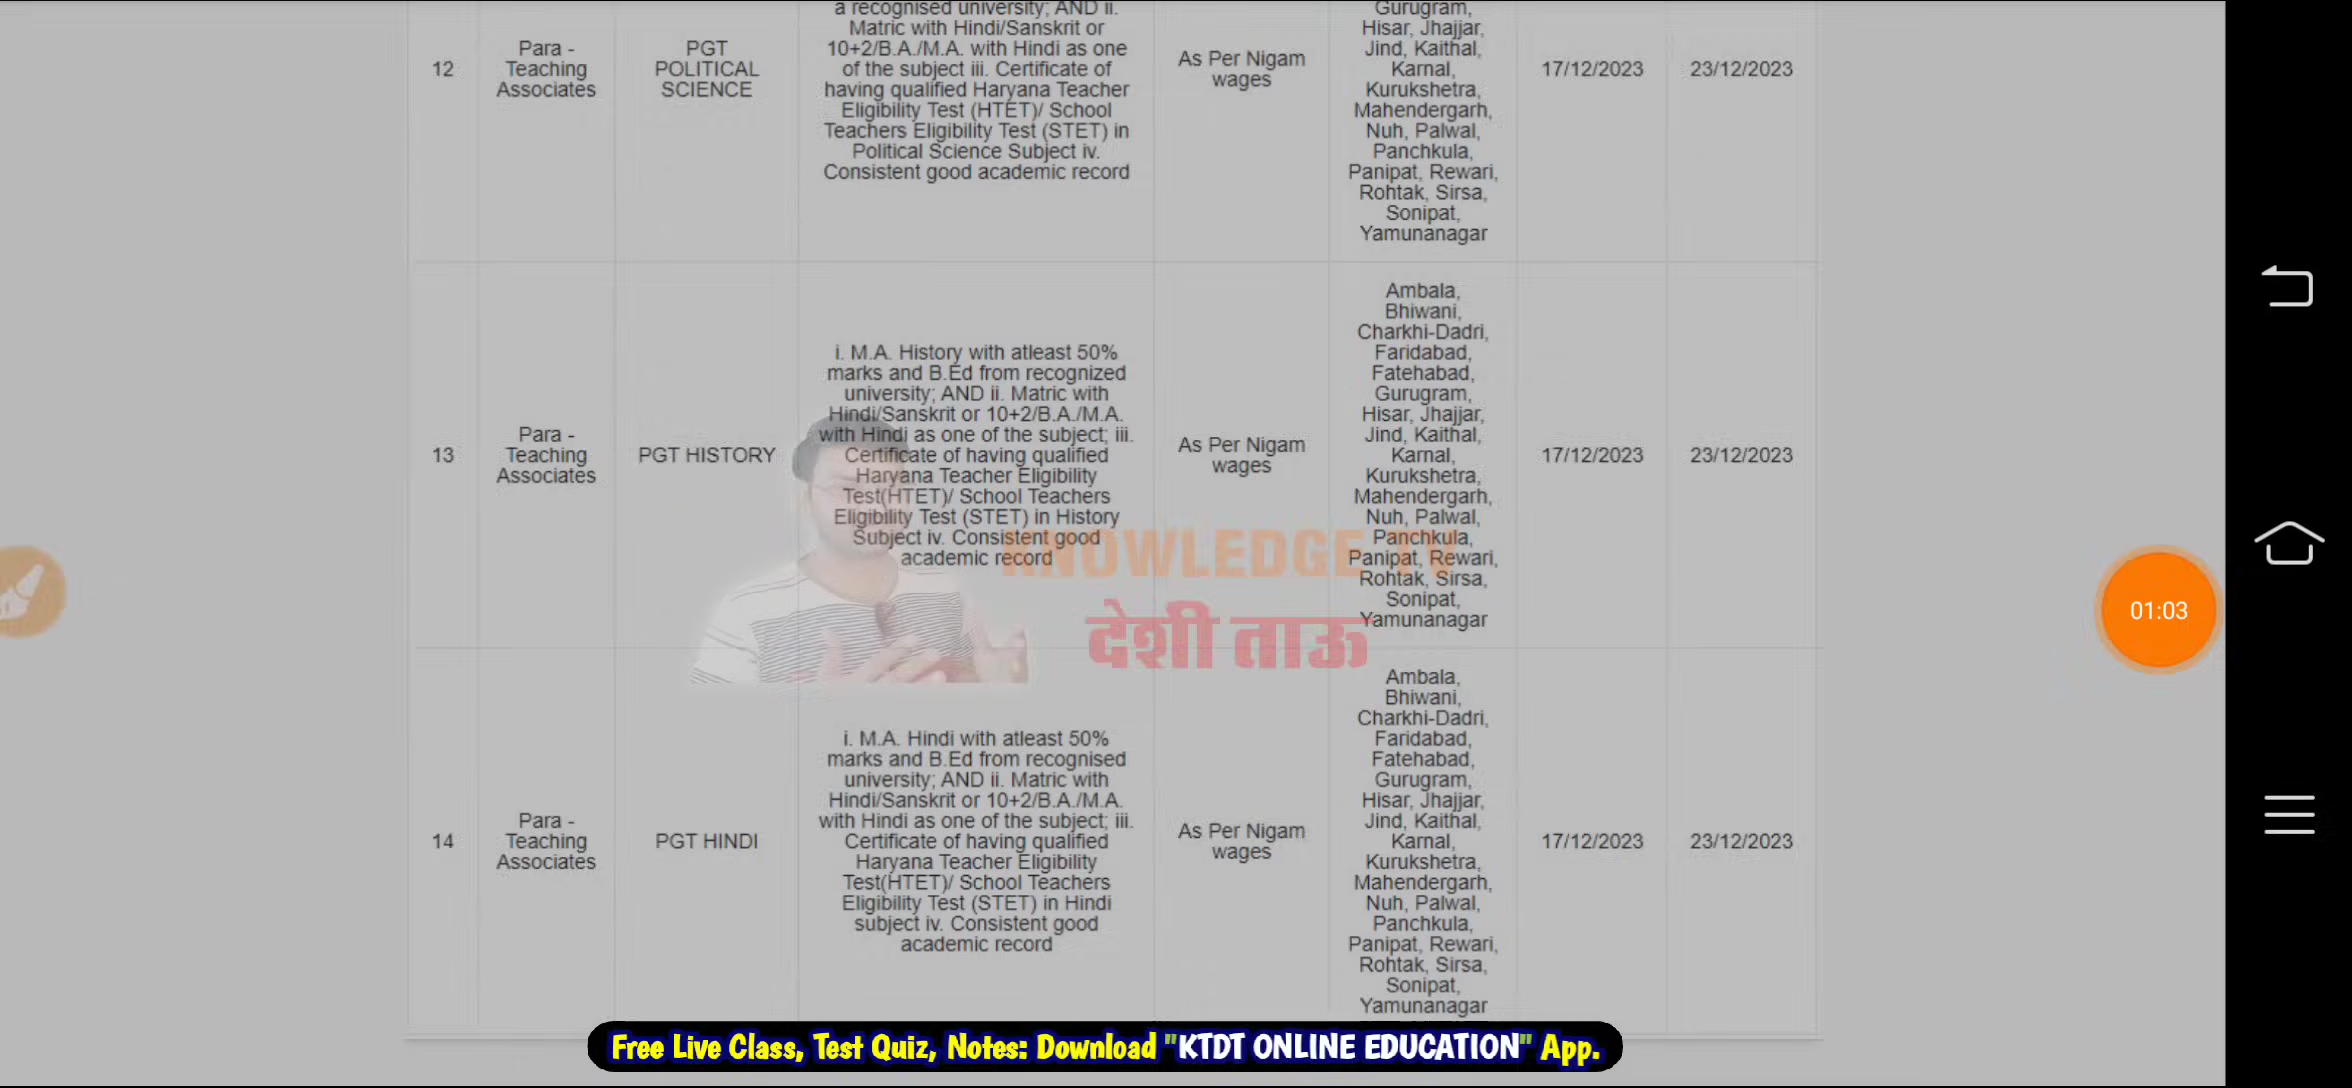 12
Para -
Teaching
Associates
PGT
POLITICAL
SCIENCE
a recognised university; AND ii.
Matric with Hindi/Sanskrit or
10+2/B.A./M.A. with Hindi as one
of the subject iii. Certificate of
having qualified Haryana Teacher
Eligibility Test (HTET)/ School
Teachers Eligibility Test (STET) in
Political Science Subject iv.
Consistent good academic record
As Per Nigam
wages
Gurugram,
Hisar, Jhajjar,
Jind, Kaithal,
Karnal,
Kurukshetra,
Mahendergarh,
Nuh, Palwal,
Panchkula,
Panipat, Rewari,
Rohtak, Sirsa,
Sonipat,
Yamunanagar
17/12/2023
23/12/2023
13
Para -
Teaching
Associates
PGT HISTORY
i. M.A. History with atleast 50%
marks and B.Ed from recognized
university; AND ii. Matric with
Hindi/Sanskrit or 10+2/B.A./M.A.
with Hindi as one of the subject; iii.
Certificate of having qualified
Haryana Teacher Eligibility
Test(HTET)/ School Teachers
Eligibility Test (STET) in History
Subject iv. Consistent good
academic record
As Per Nigam
wages
Ambala,
Bhiwani,
Charkhi-Dadri,
Faridabad,
Fatehabad,
Gurugram,
Hisar, Jhajjar,
Jind, Kaithal,
Karnal,
Kurukshetra,
Mahendergarh,
Nuh, Palwal,
Panchkula,
Panipat, Rewari,
Rohtak, Sirsa,
Sonipat,
Yamunanagar
17/12/2023
23/12/2023
KNOWLEDGE TV
देशी ताऊ
01:03
14
Para -
Teaching
Associates
PGT HINDI
i. M.A. Hindi with atleast 50%
marks and B.Ed from recognised
university; AND ii. Matric with
Hindi/Sanskrit or 10+2/B.A./M.A.
with Hindi as one of the subject; iii.
Certificate of having qualified
Haryana Teacher Eligibility
Test(HTET)/ School Teachers
Eligibility Test (STET) in Hindi
subject iv. Consistent good
academic record
As Per Nigam
wages
Ambala,
Bhiwani,
Charkhi-Dadri,
Faridabad,
Fatehabad,
Gurugram,
Hisar, Jhajjar,
Jind, Kaithal,
Karnal,
Kurukshetra,
Mahendergarh,
Nuh, Palwal,
Panchkula,
Panipat, Rewari,
Rohtak, Sirsa,
Sonipat,
Yamunanagar
17/12/2023
23/12/2023
Free Live Class, Test Quiz, Notes: Download "KTDT ONLINE EDUCATION" App.